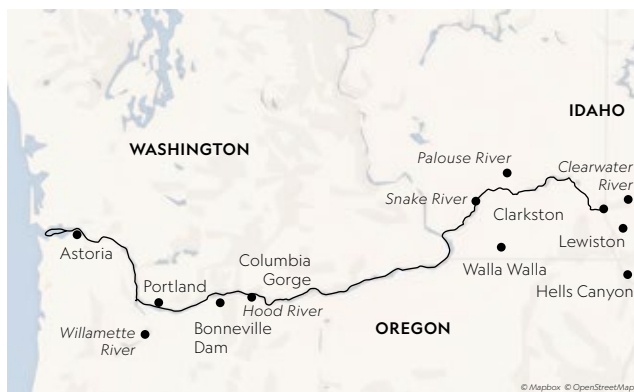 IDAHO
WASHINGTON
Palouse River
Clearwater
River
Snake River
Clarkston
Lewiston
Astoria
Walla Walla
Columbia
Gorge
Hells Canyon
Portland
Hood River
Bonneville
Dam
Willamette
River
OREGON
© Mapbox © OpenStreetMap